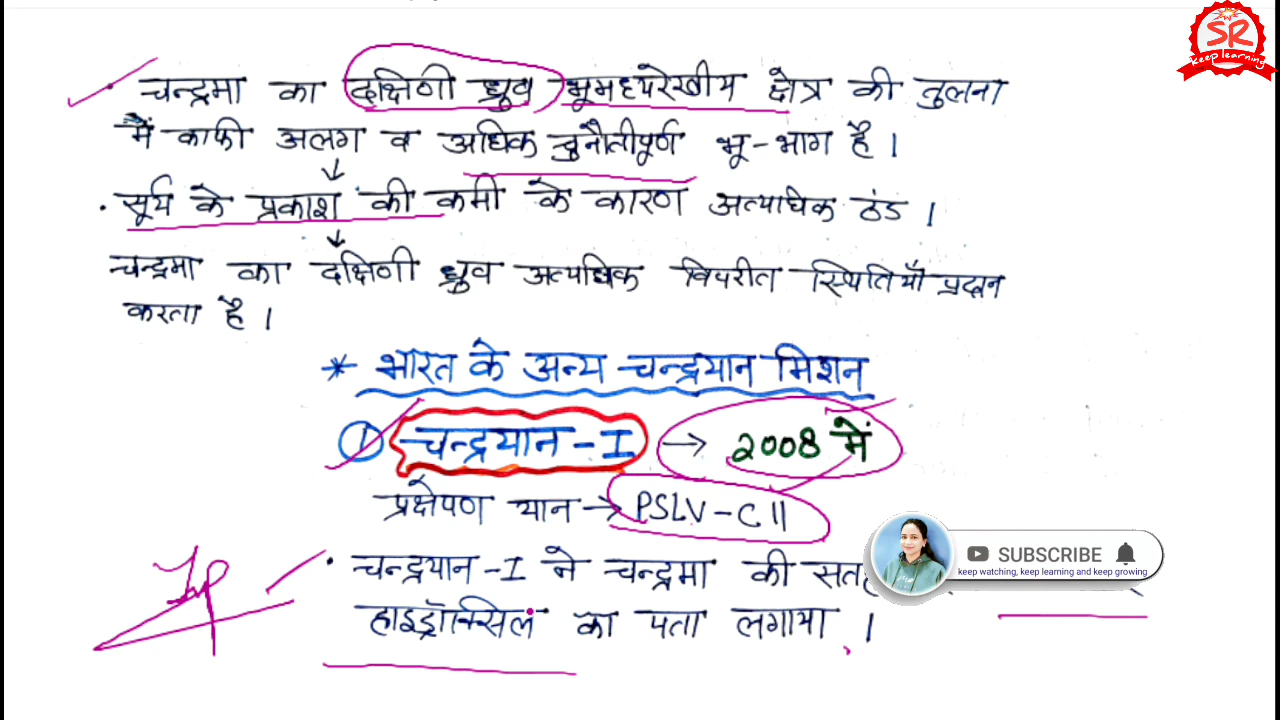 SR
keep learning
· चन्द्रमा का दक्षिणी ध्रुव भूमध्यरेखीय क्षेत्र की तुलना
में काफी अलग व अधिक चुनौतीपूर्ण भू-भाग है ।
· सूर्य के प्रकाश की कमी के कारण अत्याधिक ठंड ।
चन्द्रमा का दक्षिणी ध्रुव अत्यधिक विपरीत स्थितियाँ प्रदान
करता है ।
* भारत के अन्य चन्द्रयान मिशन
① चन्द्रयान - I → 2008 में
प्रक्षेपण यान → PSLV - C11
SUBSCRIBE
keep watching, keep learning and keep growing
· चन्द्रयान - I ने चन्द्रमा की
हाइड्रॉक्सिल का पता लगाया ।
Imp